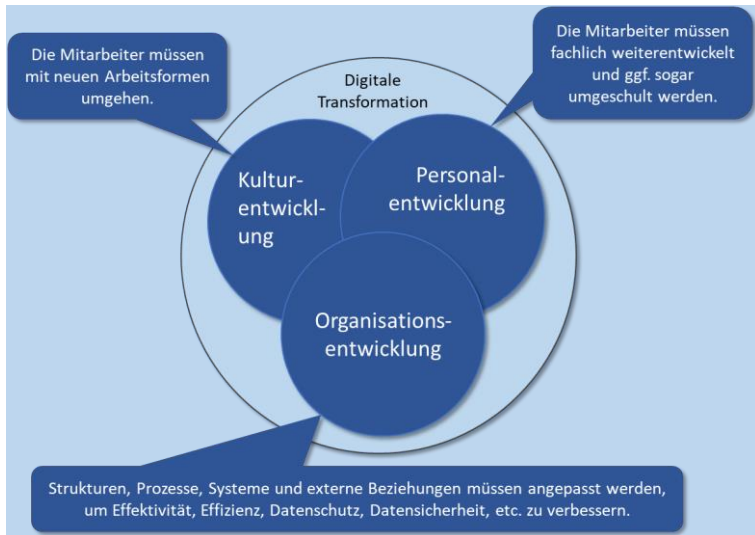 Die Mitarbeiter müssen
mit neuen Arbeitsformen
umgehen.
Die Mitarbeiter müssen
fachlich weiterentwickelt
und ggf. sogar
umgeschult werden.
Digitale
Transformation
Kultur-
entwickl-
ung
Personal-
entwicklung
Organisations-
entwicklung
Strukturen, Prozesse, Systeme und externe Beziehungen müssen angepasst werden,
um Effektivität, Effizienz, Datenschutz, Datensicherheit, etc. zu verbessern.